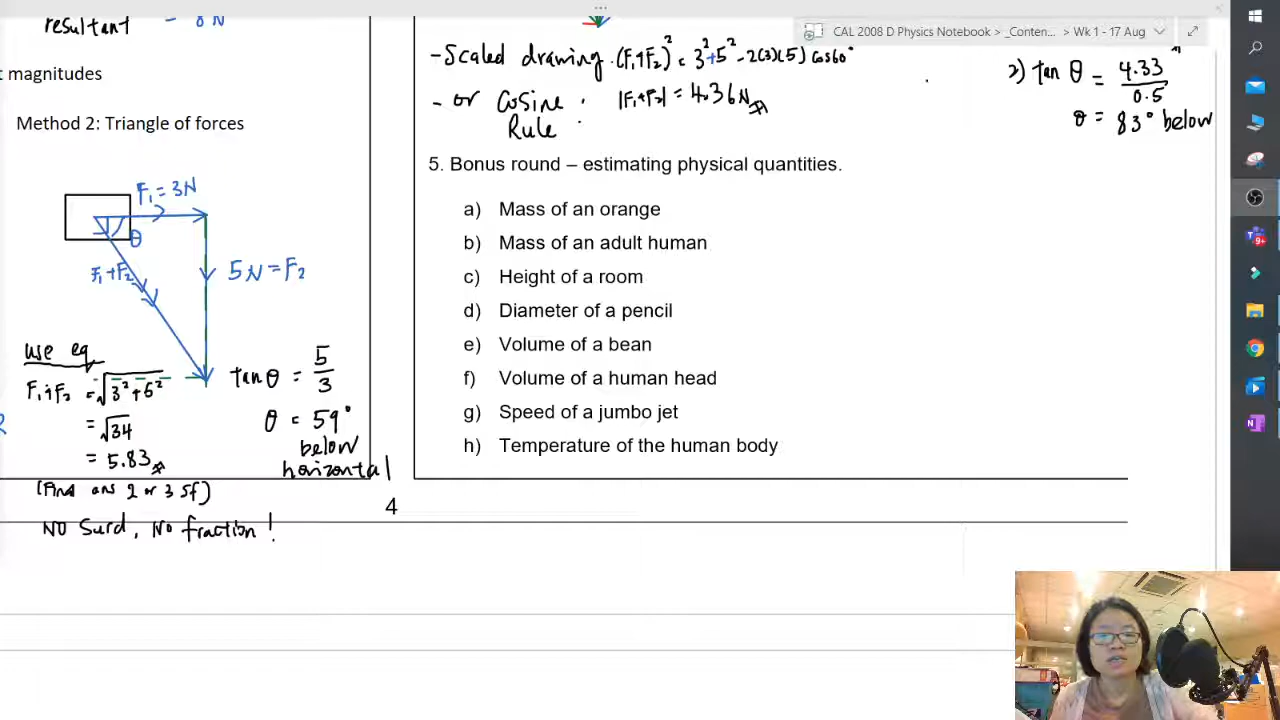 resultant = 8 N
t magnitudes
Method 2: Triangle of forces
F₁ = 3N
θ
F₁+F₂
5N = F₂
use eq
F₁+F₂ = √3²+5²
= √34
= 5.83
(Find ans 2 or 3 sf)
NO Surd, No fraction !
tan θ = 5/3
θ = 59°
below
horizontal
4
CAL 2008 D Physics Notebook > _Conten... > Wk 1 - 17 Aug
- Scaled drawing. (F₁+F₂)² = 3²+5² - 2(3)(5) cos60°
- or Cosine Rule : |F₁+F₂| = 4.36N
2) tan θ = 4.33/0.5
θ = 83° below
5. Bonus round – estimating physical quantities.
a) Mass of an orange
b) Mass of an adult human
c) Height of a room
d) Diameter of a pencil
e) Volume of a bean
f) Volume of a human head
g) Speed of a jumbo jet
h) Temperature of the human body
9+